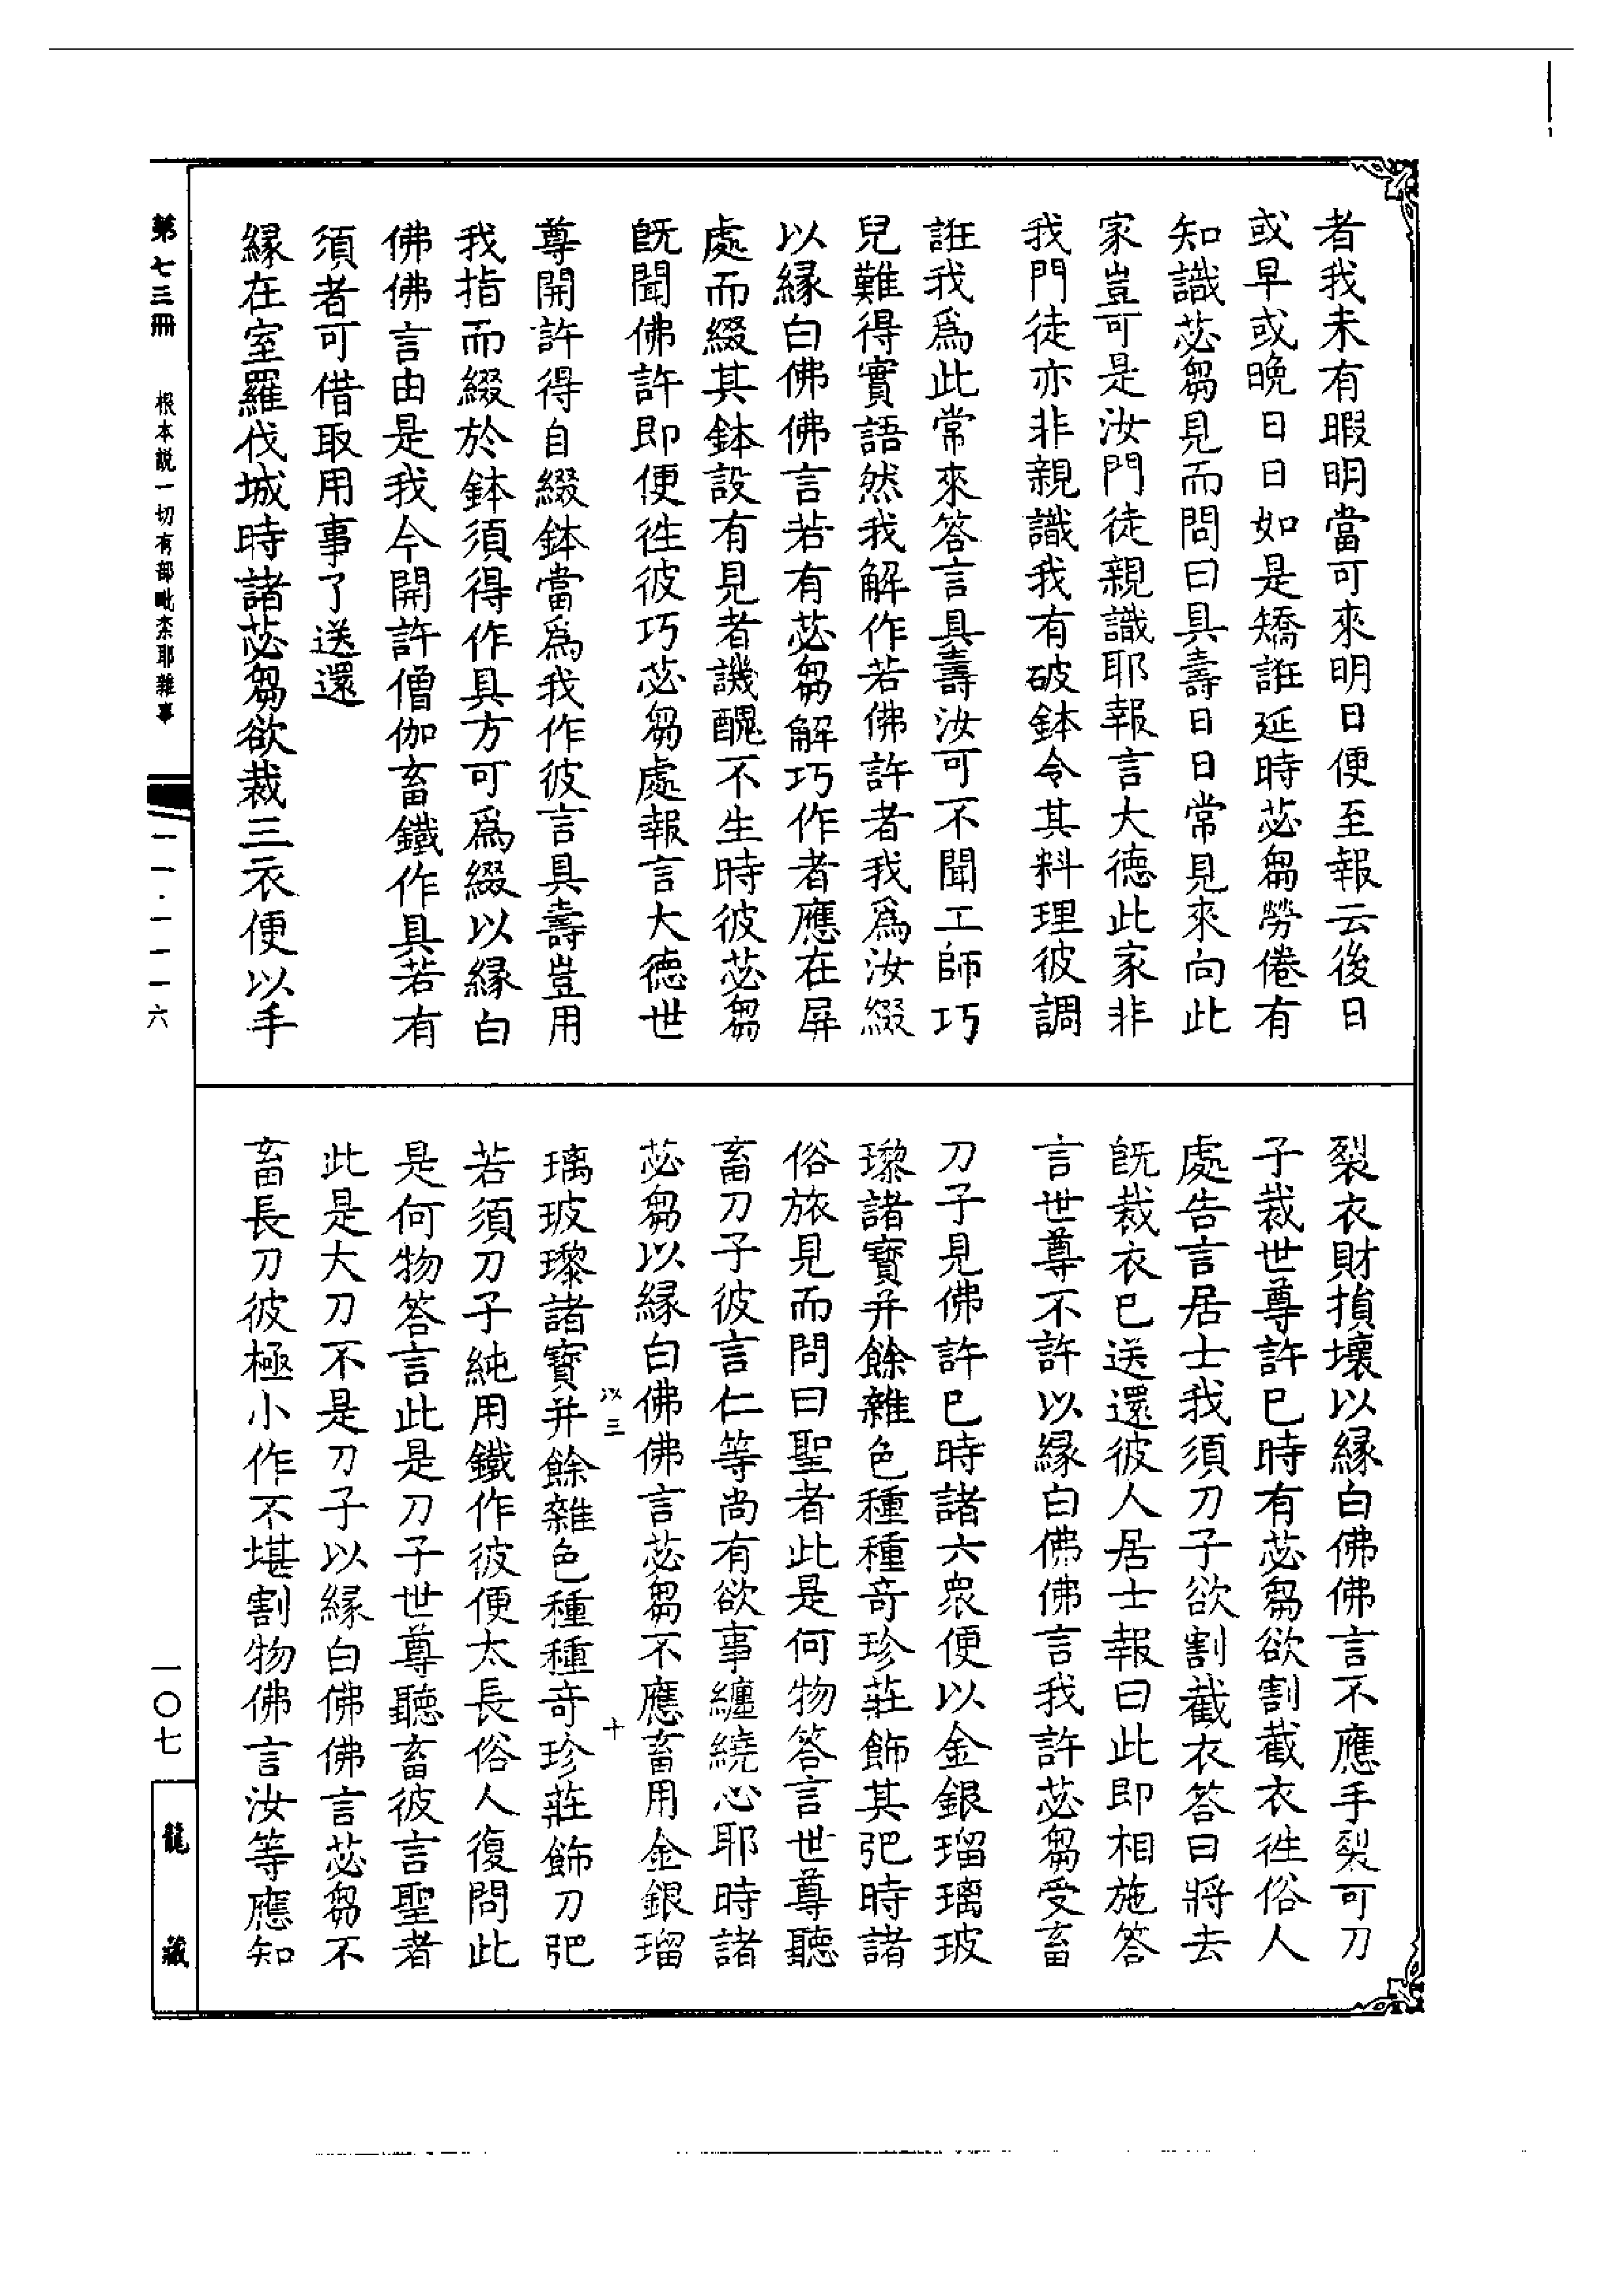 者我未有暇明當可來明日便至報云後日
或早或晚日日如是矯誑延時苾芻勞倦有
知識苾芻見而問曰具壽日日常見來向此
家豈可是汝門徒親識耶報言大德此家非
我門徒亦非親識我有破鉢令其料理彼調
誑我爲此常來答言具壽汝可不聞工師巧
兒難得實語然我解作若佛許者我爲汝綴
以緣白佛佛言若有苾芻解巧作者應在屏
處而綴其鉢設有見者譏醜不生時彼苾芻
旣聞佛許即便徃彼巧苾芻處報言大德世
尊開許得自綴鉢當爲我作彼言具壽豈用
我指而綴於鉢須得作具方可爲綴以緣白
佛佛言由是我今開許僧伽畜鐵作具若有
須者可借取用事了送還
緣在室羅伐城時諸苾芻欲裁三衣便以手
裂衣財損壞以緣白佛佛言不應手裂可刀
子裁世尊許已時有苾芻欲割截衣徃俗人
處告言居士我須刀子欲割截衣答曰將去
旣裁衣已送還彼人居士報曰此即相施答
言世尊不許以緣白佛佛言我許苾芻受畜
刀子見佛許已時諸六衆便以金銀瑠璃玻
瓈諸寶并餘雜色種種奇珍莊飾其弝時諸
俗旅見而問曰聖者此是何物答言世尊聽
畜刀子彼言仁等尚有欲事纏繞心耶時諸
苾芻以緣白佛佛言苾芻不應畜用金銀瑠
璃玻瓈諸寶并餘雜色種種奇珍莊飾刀弝
若須刀子純用鐵作彼便太長俗人復問此
是何物答言此是刀子世尊聽畜彼言聖者
此是大刀不是刀子以緣白佛佛言苾芻不
畜長刀彼極小作不堪割物佛言汝等應知
以三
十
第七三冊
根本説一切有部毗奈耶雜事
一一一·一一一六
一〇七
龍藏